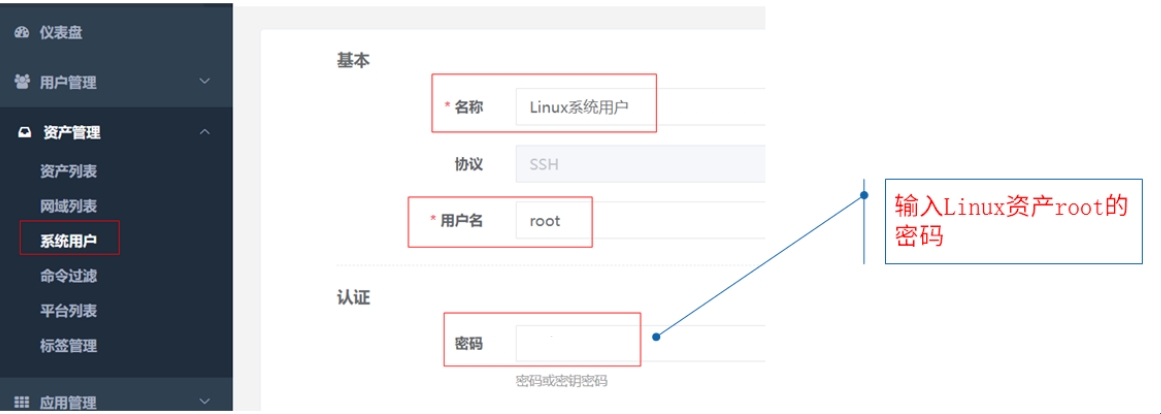 仪表盘
用户管理
资产管理
资产列表
网域列表
系统用户
命令过滤
平台列表
标签管理
应用管理
基本
* 名称 Linux系统用户
协议 SSH
* 用户名 root
认证
密码
密码或密钥密码
输入Linux资产root的
密码